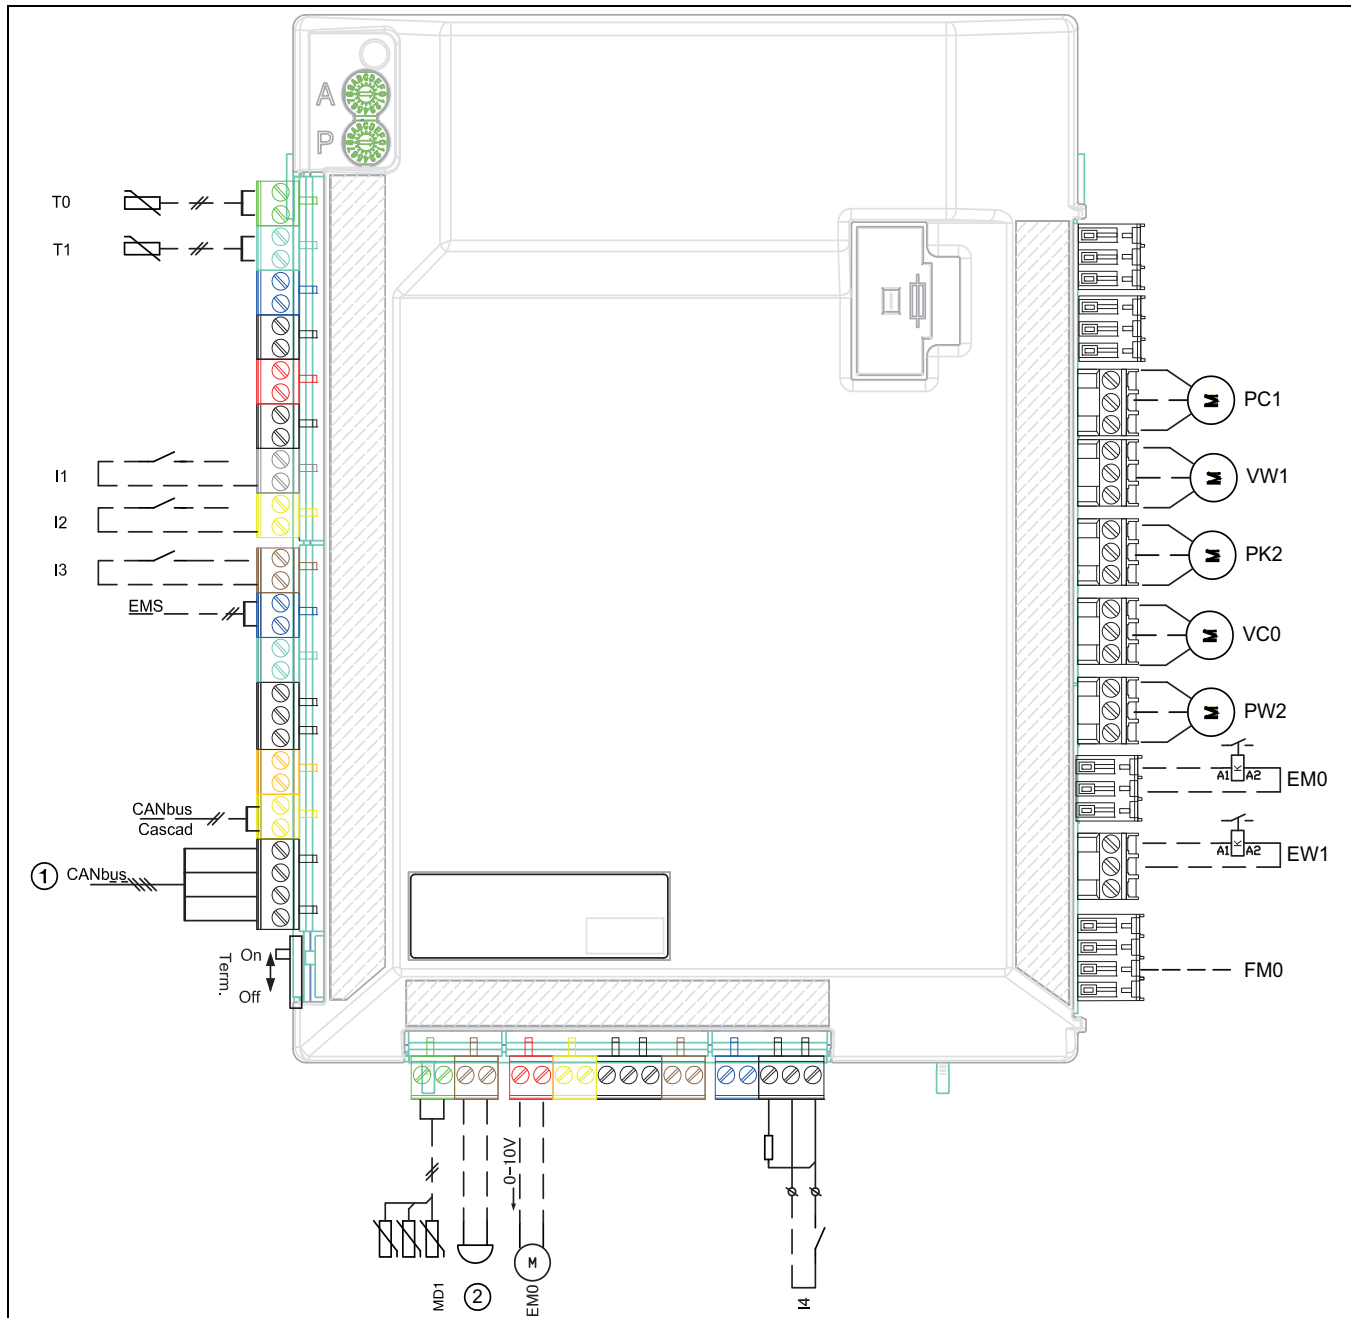 A
P
T0
T1
I1
I2
I3
EMS
CANbus
Cascad
1 CANbus
On
Off
Term.
M PC1
M VW1
M PK2
M VC0
M PW2
K
A1 A2 EM0
K
A1 A2 EW1
FM0
0-10V
M
MD1
2
EM0
I4